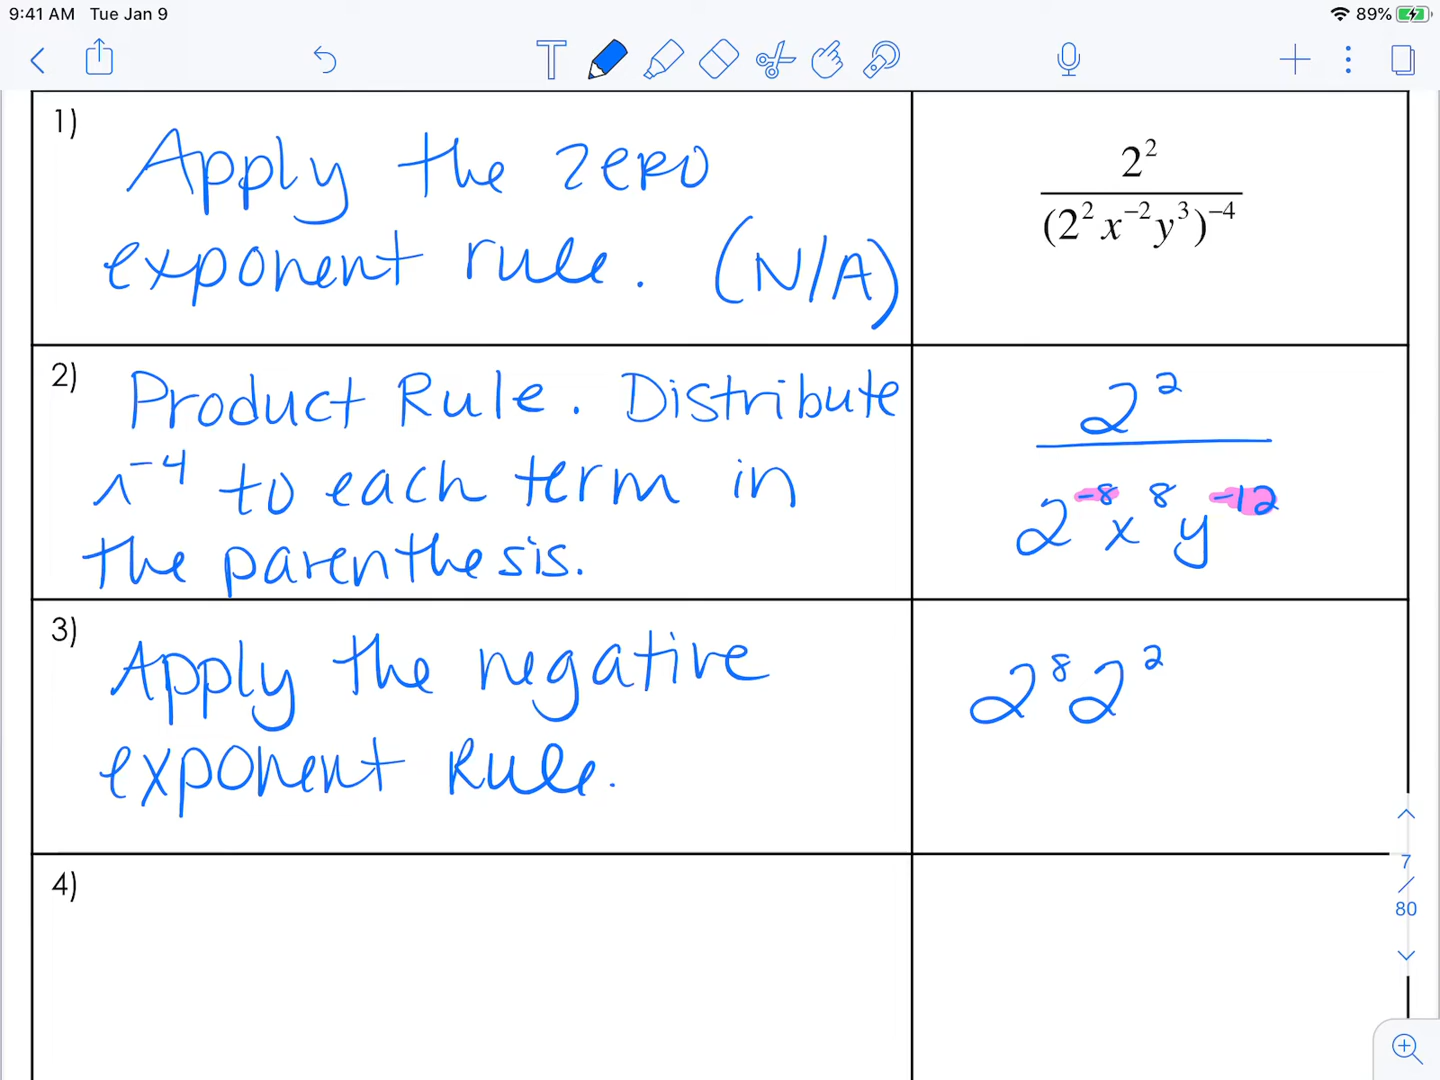 9:41 AM Tue Jan 9 89%
T
1) Apply the zero
exponent rule. (N/A)
2²
(2²x⁻²y³)⁻⁴
2) Product Rule. Distribute
^⁻⁴ to each term in
the parenthesis.
2²
2⁻⁸x⁸y⁻¹²
3) Apply the negative
exponent Rule.
2⁸2²
4)
7
/
80